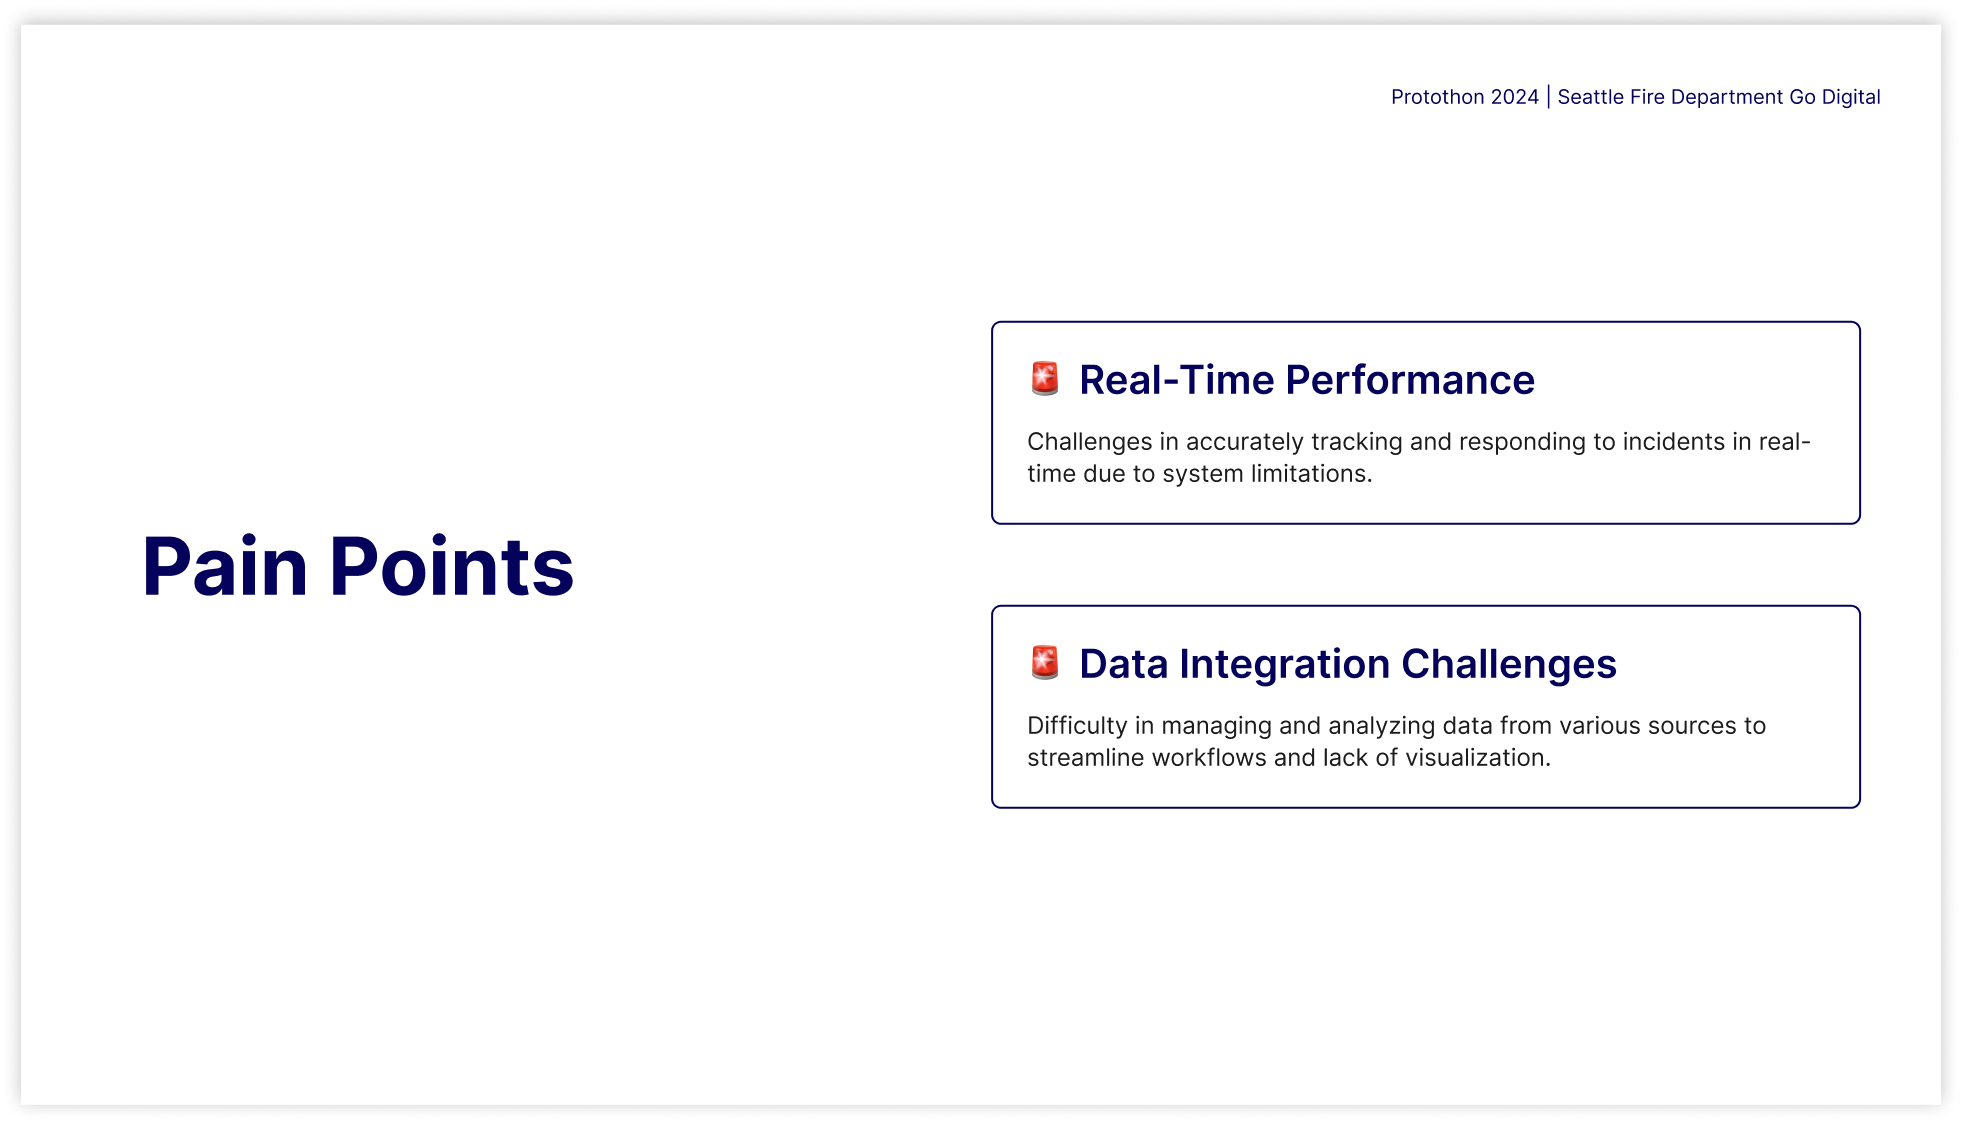 Protothon 2024 | Seattle Fire Department Go Digital
Pain Points
🚨 Real-Time Performance
Challenges in accurately tracking and responding to incidents in real-
time due to system limitations.
🚨 Data Integration Challenges
Difficulty in managing and analyzing data from various sources to
streamline workflows and lack of visualization.